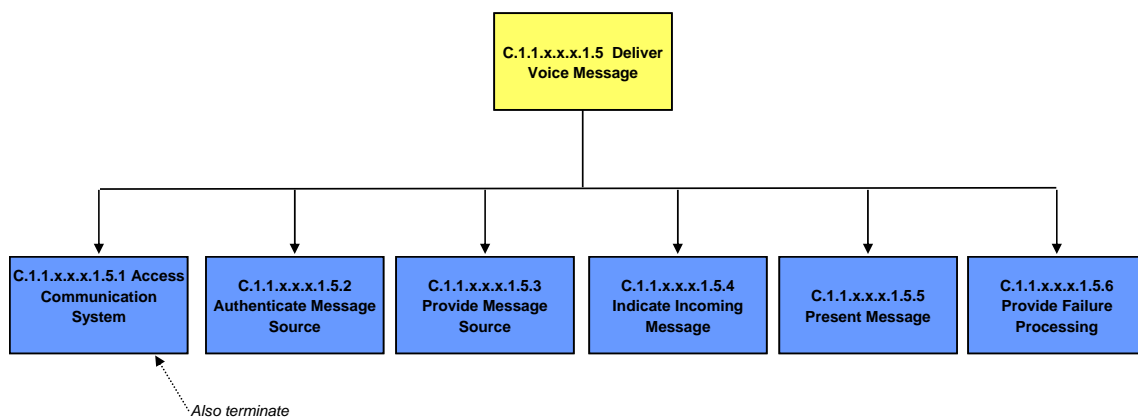 C.1.1.x.x.x.1.5 Deliver
Voice Message
C.1.1.x.x.x.1.5.1 Access
Communication
System
C.1.1.x.x.x.1.5.2
Authenticate Message
Source
C.1.1.x.x.x.1.5.3
Provide Message
Source
C.1.1.x.x.x.1.5.4
Indicate Incoming
Message
C.1.1.x.x.x.1.5.5
Present Message
C.1.1.x.x.x.1.5.6
Provide Failure
Processing
Also terminate